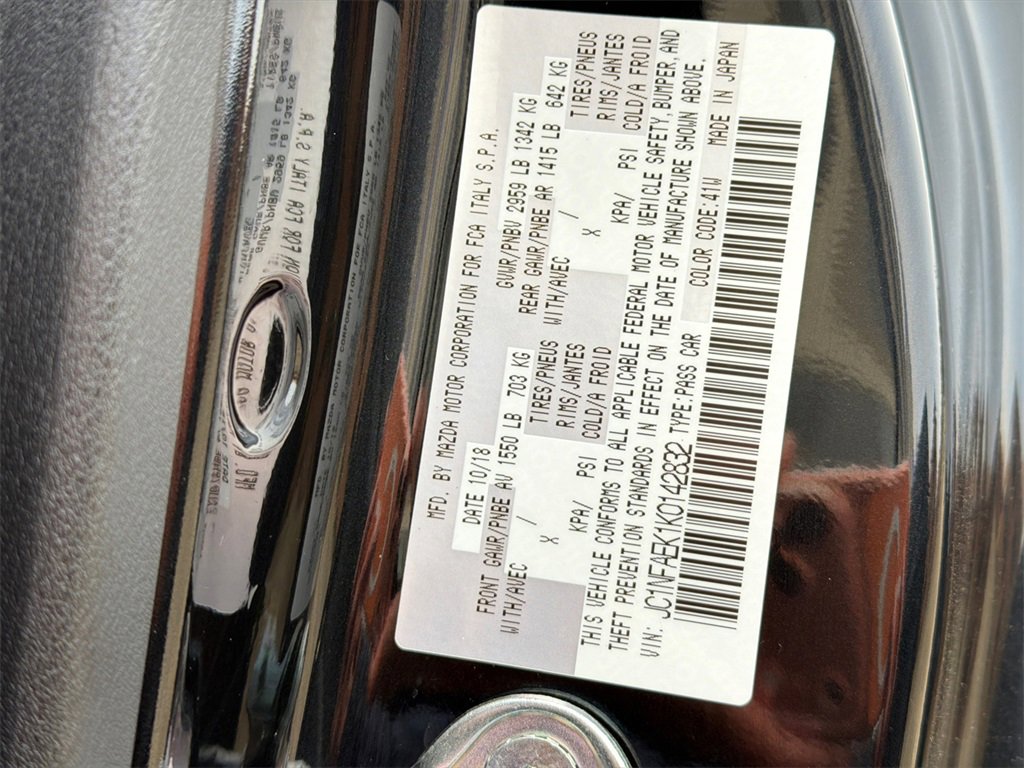 MFD. BY MAZDA MOTOR CORPORATION FOR FCA ITALY S.P.A.
DATE 10/18 GVWR/PNBV 2959 LB 1342 KG
FRONT GAWR/PNBE AV 1550 LB 703 KG REAR GAWR/PNBE AR 1415 LB 642 KG
WITH/AVEC TIRES/PNEUS WITH/AVEC TIRES/PNEUS
X / RIMS/JANTES X / RIMS/JANTES
KPA/ PSI COLD/A FROID KPA/ PSI COLD/A FROID
THIS VEHICLE CONFORMS TO ALL APPLICABLE FEDERAL MOTOR VEHICLE SAFETY, BUMPER, AND
THEFT PREVENTION STANDARDS IN EFFECT ON THE DATE OF MANUFACTURE SHOWN ABOVE.
VIN: JC1NFAEK1K0142832 TYPE:PASS CAR COLOR CODE:41W MADE IN JAPAN